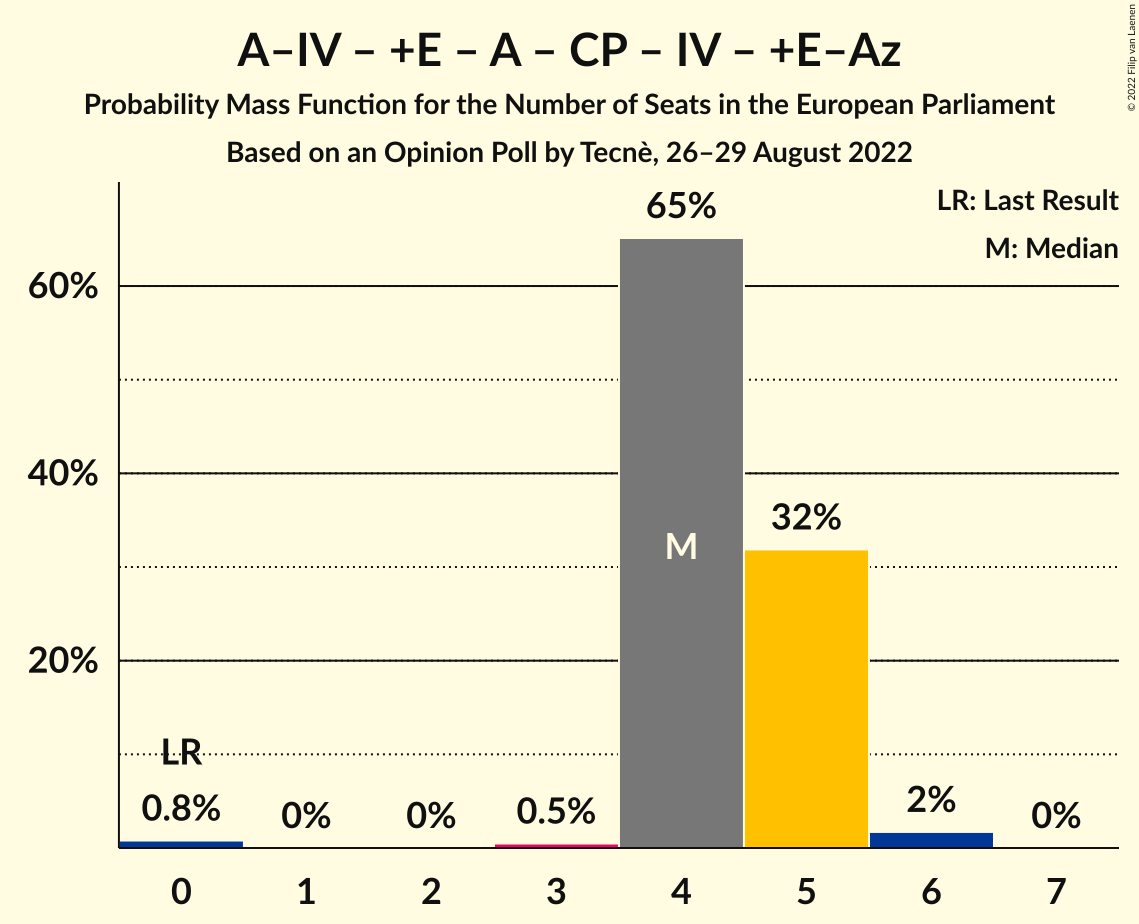 A–IV – +E – A – CP – IV – +E–Az
Probability Mass Function for the Number of Seats in the European Parliament
Based on an Opinion Poll by Tecnè, 26–29 August 2022
© 2022 Filip van Laenen
LR: Last Result
M: Median
65%
60%
40%
32%
M
20%
LR
0.8%
0%
0%
0.5%
2%
0%
0 1 2 3 4 5 6 7